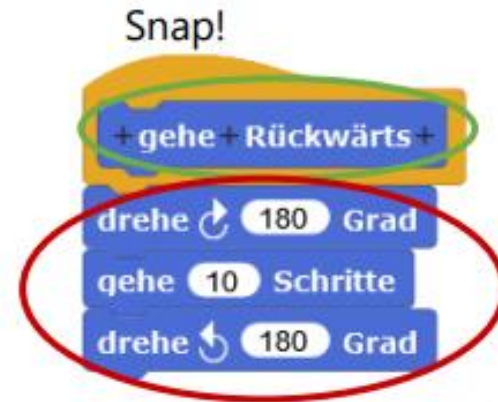 Snap!
+ gehe + Rückwärts +
drehe ↻ 180 Grad
gehe 10 Schritte
drehe ↺ 180 Grad